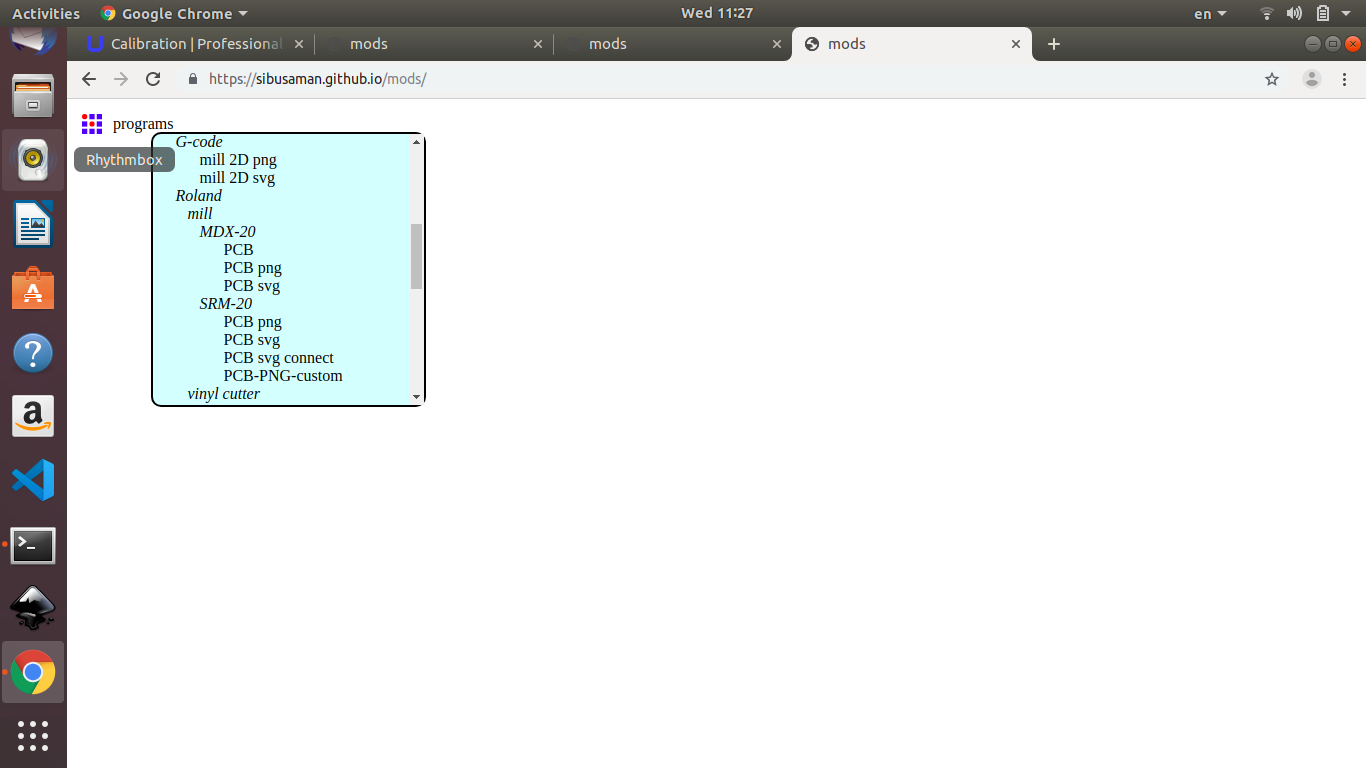 Activities Google Chrome Wed 11:27 en
Calibration | Professional mods mods mods
https://sibusaman.github.io/mods/
programs
G-code
mill 2D png
Rhythmbox
mill 2D svg
Roland
mill
MDX-20
PCB
PCB png
PCB svg
SRM-20
PCB png
PCB svg
PCB svg connect
PCB-PNG-custom
vinyl cutter